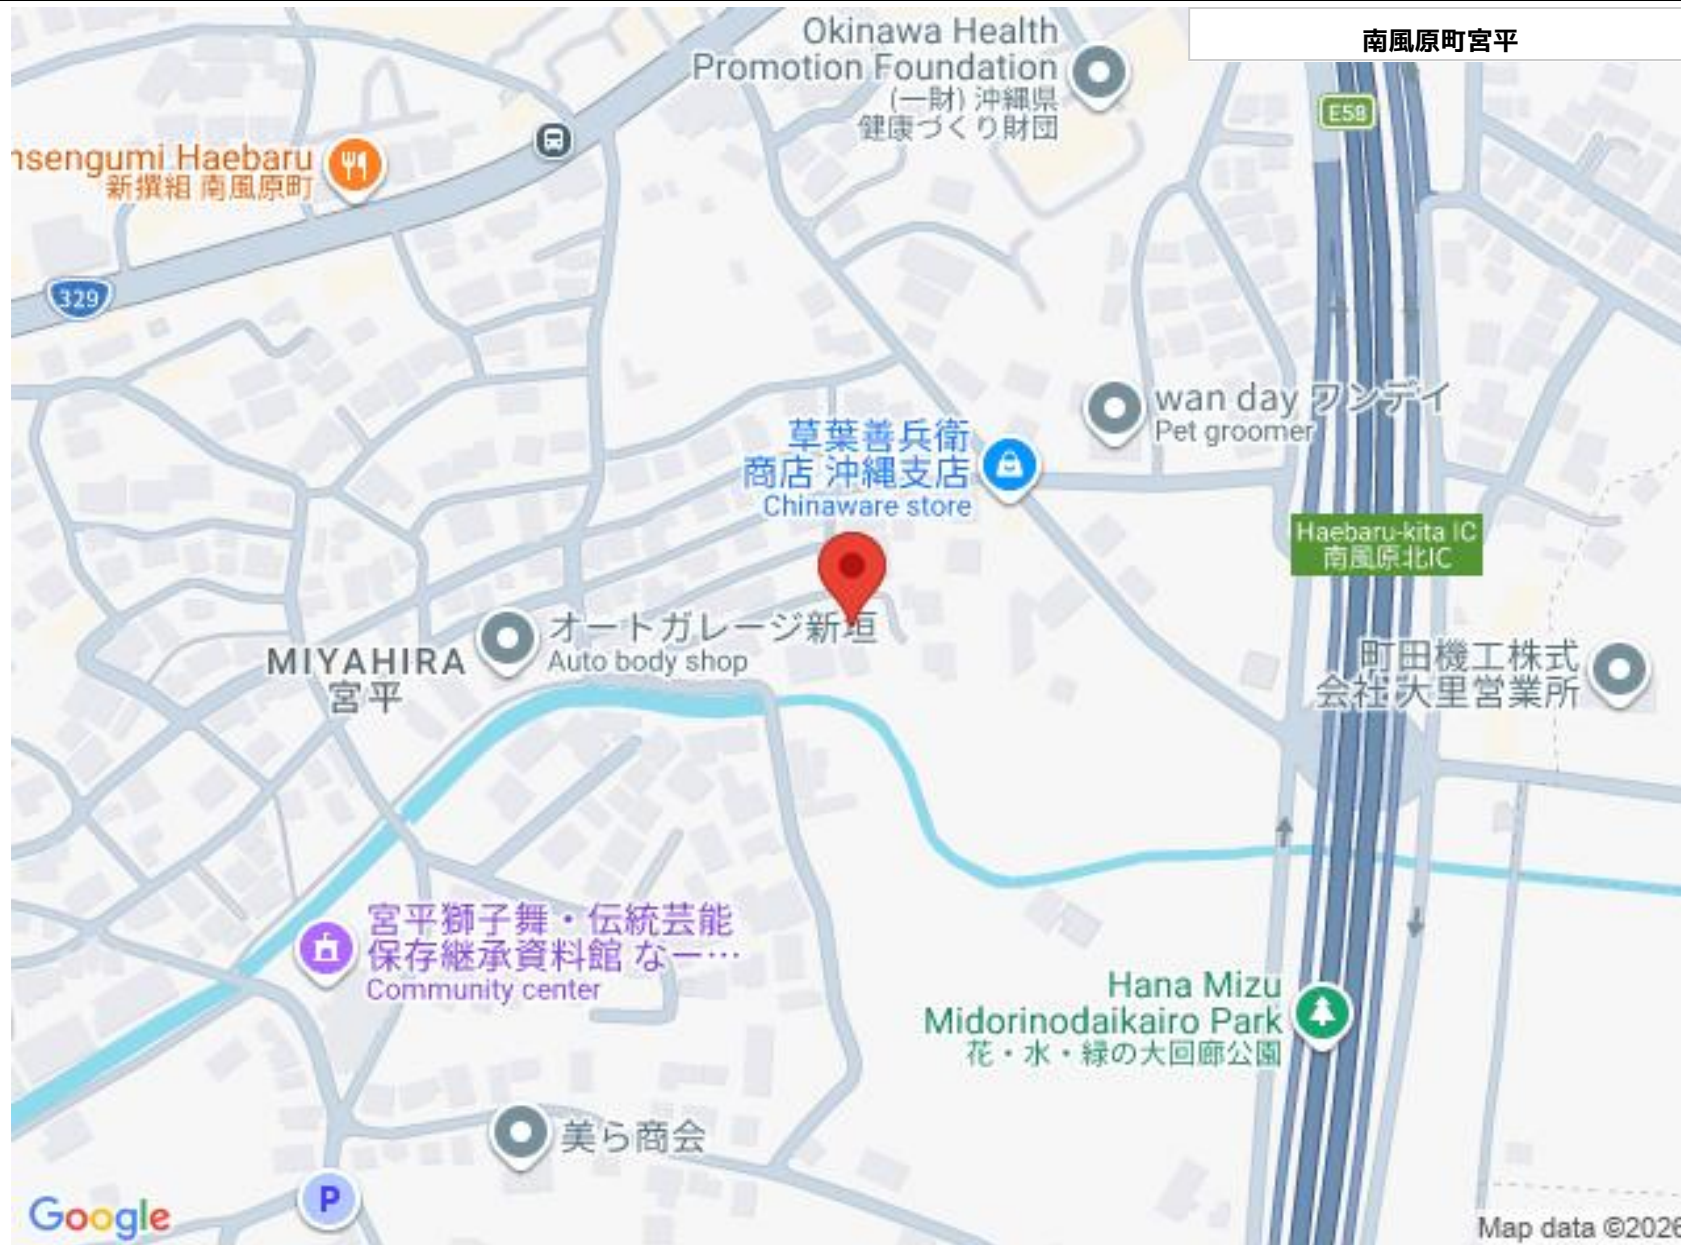 Okinawa Health
Promotion Foundation
(一財) 沖縄県
健康づくり財団
南風原町宮平
E58
nsengumi Haebaru
新撰組 南風原町
329
wan day ワンデイ
Pet groomer
草葉善兵衛
商店 沖縄支店
Chinaware store
Haebaru-kita IC
南風原北IC
オートガレージ新垣
Auto body shop
MIYAHIRA
宮平
町田機工株式
会社 大里営業所
宮平獅子舞・伝統芸能
保存継承資料館 なー…
Community center
Hana Mizu
Midorinodaikairo Park
花・水・緑の大回廊公園
美ら商会
P
Google
Map data ©2026